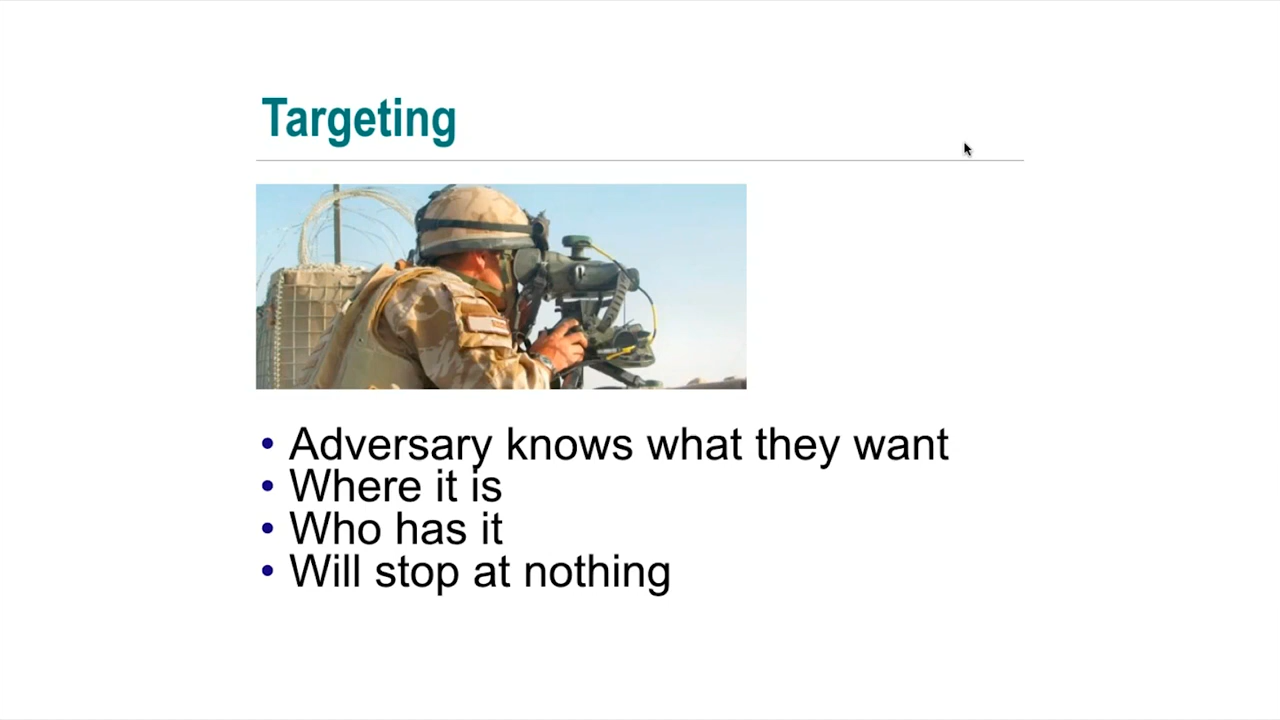 Targeting
• Adversary knows what they want
• Where it is
• Who has it
• Will stop at nothing